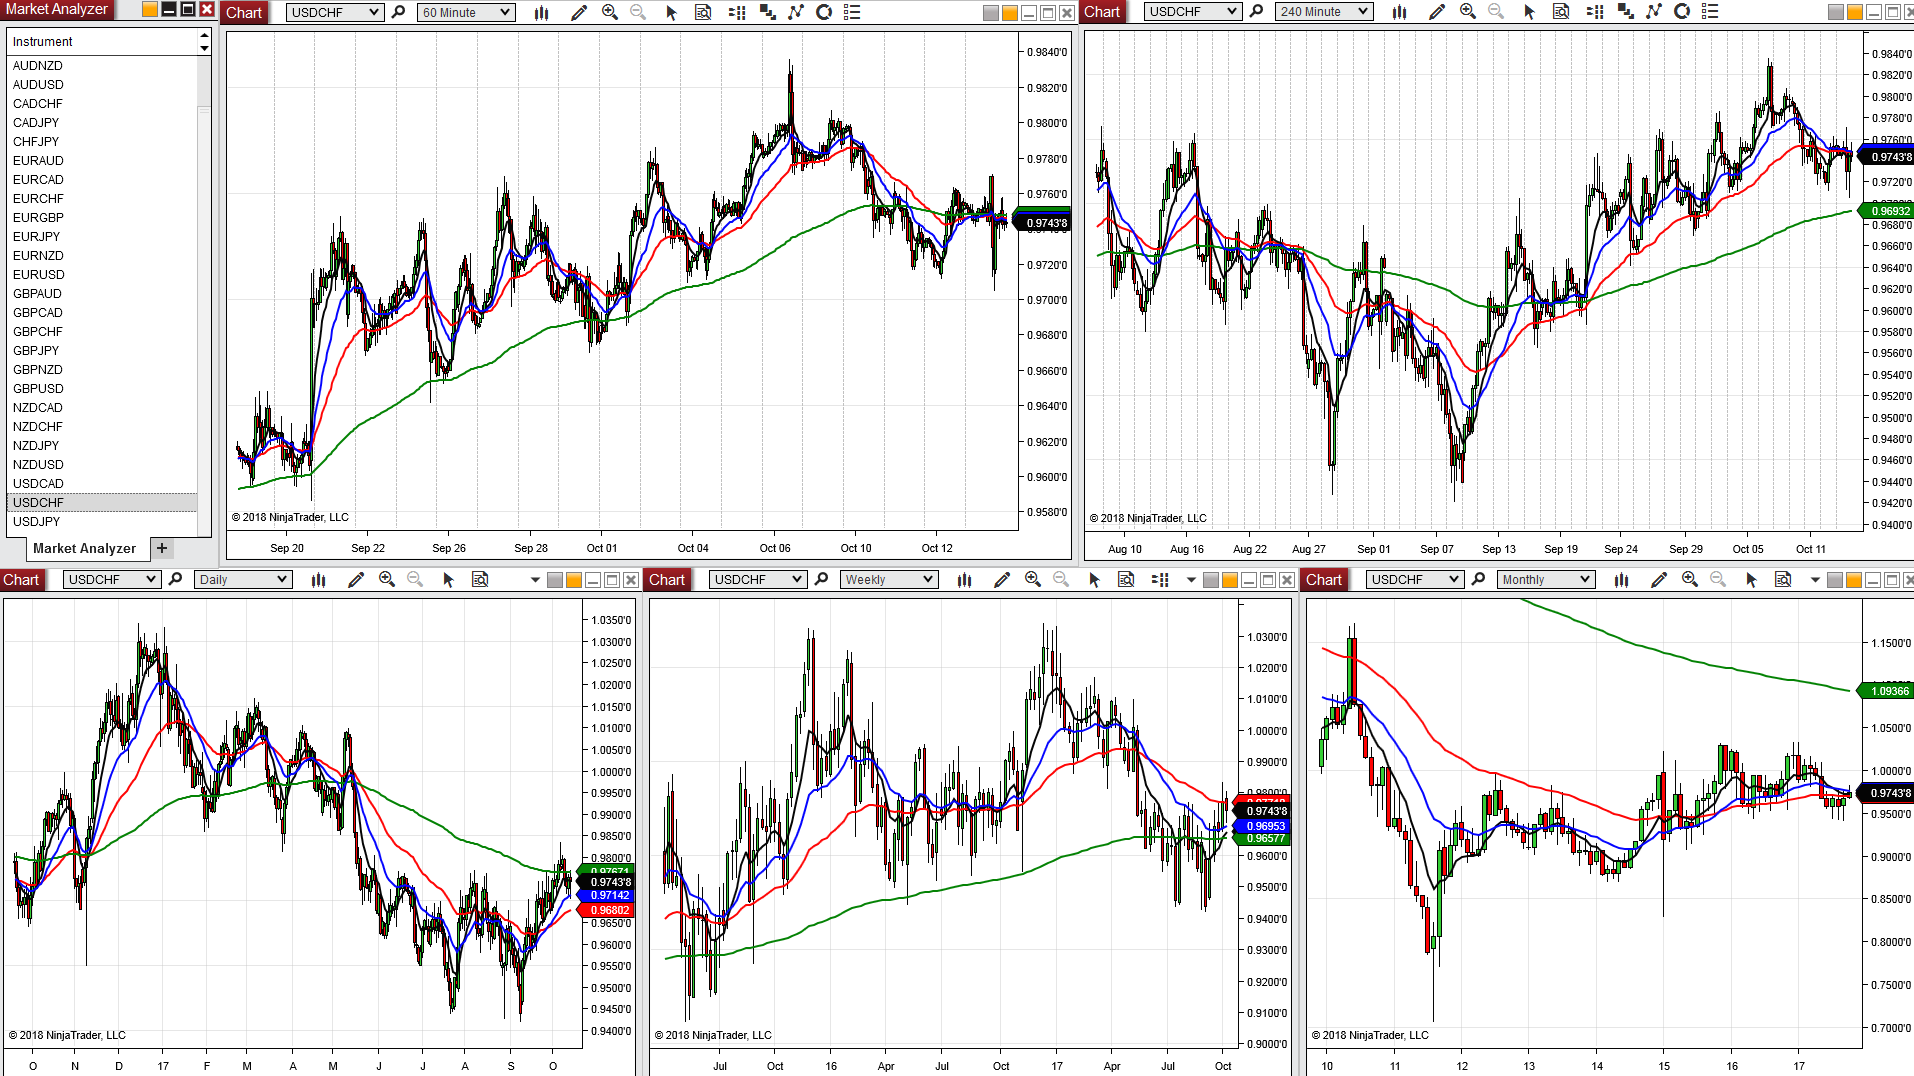 Market Analyzer
Instrument
AUDNZD
AUDUSD
CADCHF
CADJPY
CHFJPY
EURAUD
EURCAD
EURCHF
EURGBP
EURJPY
EURNZD
EURUSD
GBPAUD
GBPCAD
GBPCHF
GBPJPY
GBPNZD
GBPUSD
NZDCAD
NZDCHF
NZDJPY
NZDUSD
USDCAD
USDCHF
USDJPY
Market Analyzer +
Chart USDCHF 60 Minute
0.9840'0
0.9820'0
0.9800'0
0.9780'0
0.9760'0
0.9743'8
0.9720'0
0.9700'0
0.9680'0
0.9660'0
0.9640'0
0.9620'0
0.9600'0
0.9580'0
© 2018 NinjaTrader, LLC
Sep 20 Sep 22 Sep 26 Sep 28 Oct 01 Oct 04 Oct 06 Oct 10 Oct 12
Chart USDCHF 240 Minute
0.9840'0
0.9820'0
0.9800'0
0.9780'0
0.9760'0
0.9743'8
0.9720'0
0.96932
0.9680'0
0.9660'0
0.9640'0
0.9620'0
0.9600'0
0.9580'0
0.9560'0
0.9540'0
0.9520'0
0.9500'0
0.9480'0
0.9460'0
0.9440'0
0.9420'0
0.9400'0
© 2018 NinjaTrader, LLC
Aug 10 Aug 16 Aug 22 Aug 27 Sep 01 Sep 07 Sep 13 Sep 19 Sep 24 Sep 29 Oct 05 Oct 11
Chart USDCHF Daily
1.0350'0
1.0300'0
1.0250'0
1.0200'0
1.0150'0
1.0100'0
1.0050'0
1.0000'0
0.9950'0
0.9900'0
0.9850'0
0.9800'0
0.97671
0.9743'8
0.97142
0.96802
0.9650'0
0.9600'0
0.9550'0
0.9500'0
0.9450'0
0.9400'0
© 2018 NinjaTrader, LLC
O N D 17 F M A M J J A S O
Chart USDCHF Weekly
1.0300'0
1.0200'0
1.0100'0
1.0000'0
0.9900'0
0.9800'0
0.9743'8
0.96953
0.96577
0.9600'0
0.9500'0
0.9400'0
0.9300'0
0.9200'0
0.9100'0
0.9000'0
© 2018 NinjaTrader, LLC
Jul Oct 16 Apr Jul Oct 17 Apr Jul Oct
Chart USDCHF Monthly
1.1500'0
1.09366
1.0500'0
1.0000'0
0.9743'8
0.9500'0
0.9000'0
0.8500'0
0.8000'0
0.7500'0
0.7000'0
© 2018 NinjaTrader, LLC
10 11 12 13 14 15 16 17